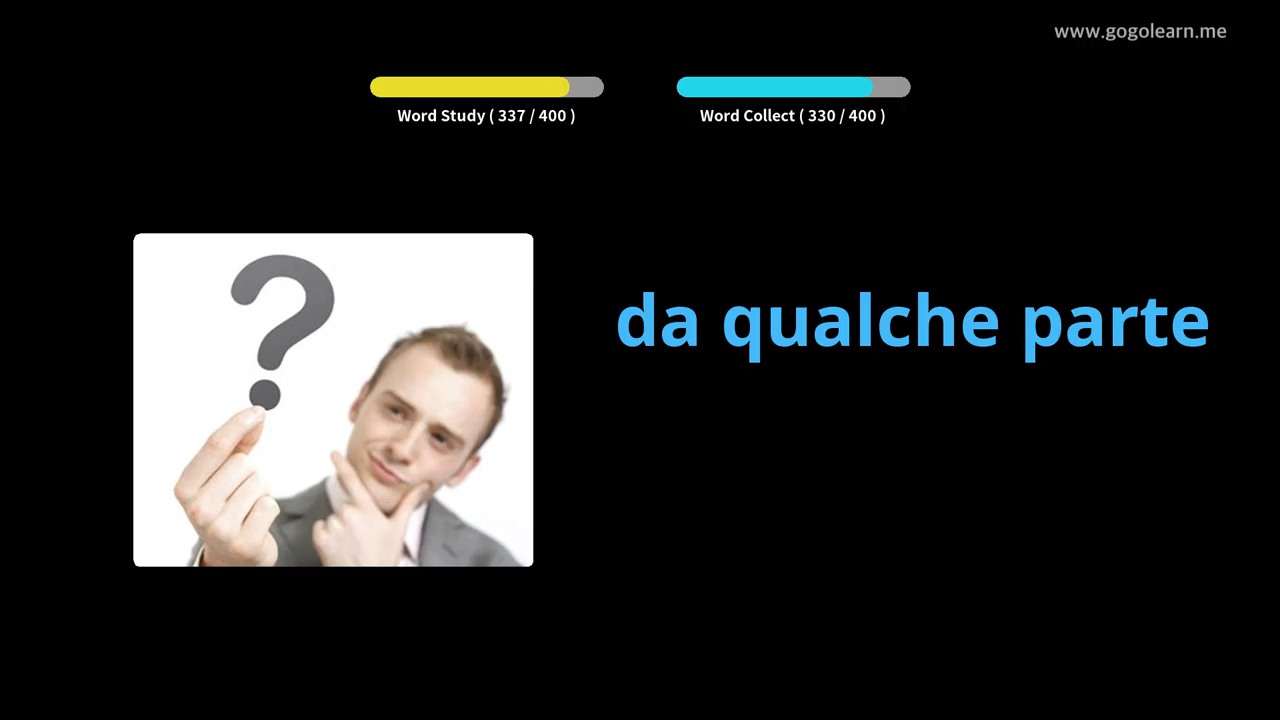 www.gogolearn.me
Word Study ( 337 / 400 )
Word Collect ( 330 / 400 )
?
da qualche parte